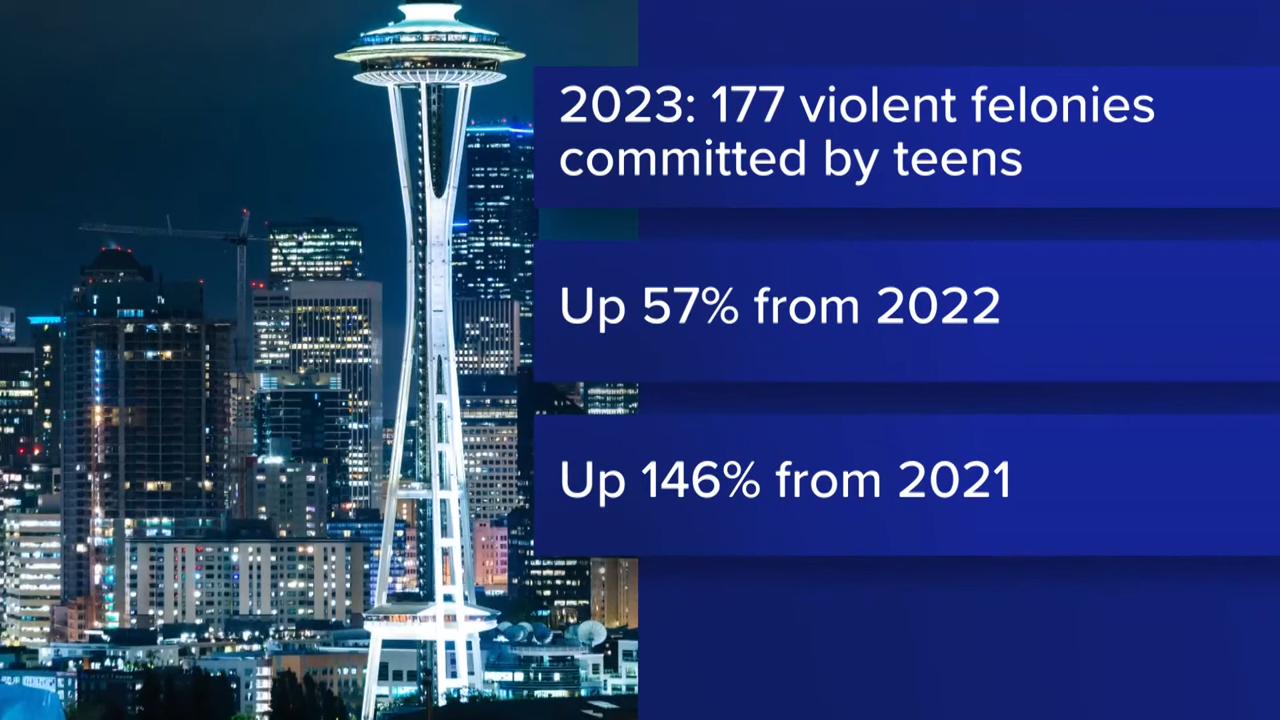 2023: 177 violent felonies
committed by teens
Up 57% from 2022
Up 146% from 2021